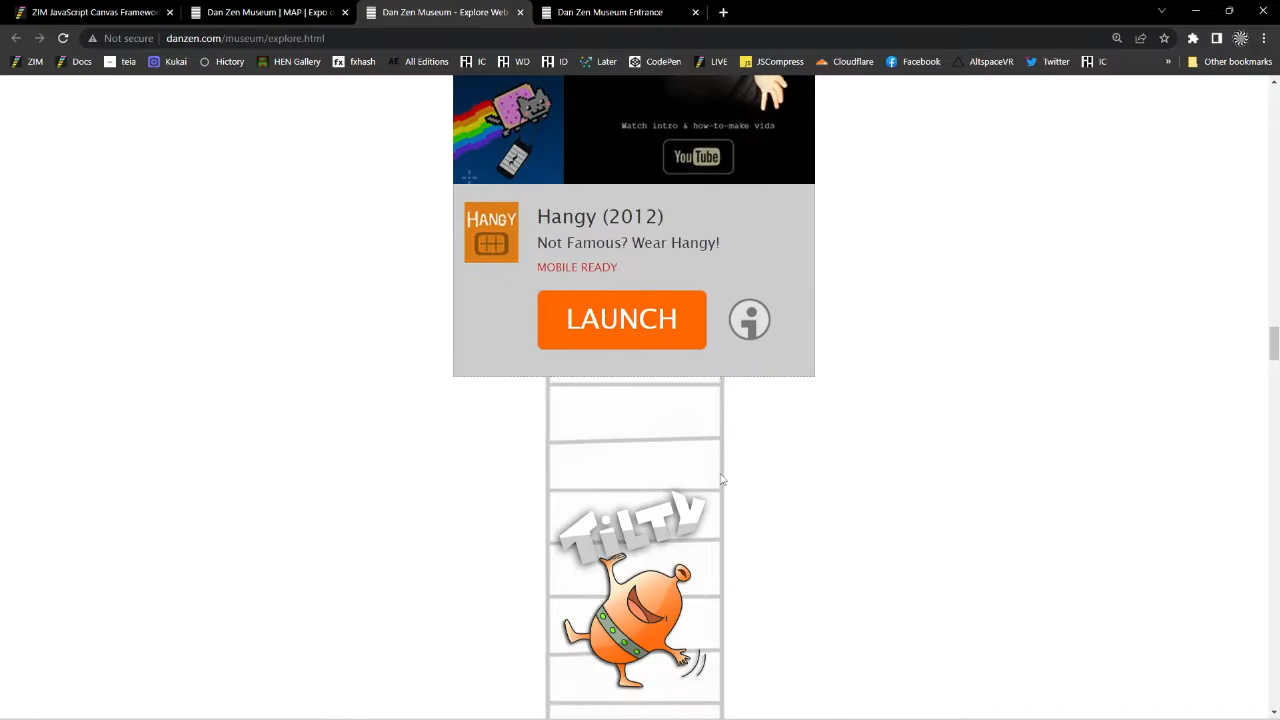 ZIM JavaScript Canvas Framewo
Dan Zen Museum | MAP | Expo o
Dan Zen Museum - Explore Web
Dan Zen Museum Entrance
Not secure
danzen.com/museum/explore.html
ZIM
Docs
teia
Kukai
Hictory
HEN Gallery
fxhash
All Editions
IC
WD
ID
Later
CodePen
LIVE
JSCompress
Cloudflare
Facebook
AltspaceVR
Twitter
IC
»
Other bookmarks
Watch intro & how-to-make vids
YouTube
HANGY
Hangy (2012)
Not Famous? Wear Hangy!
MOBILE READY
LAUNCH
TiLTY